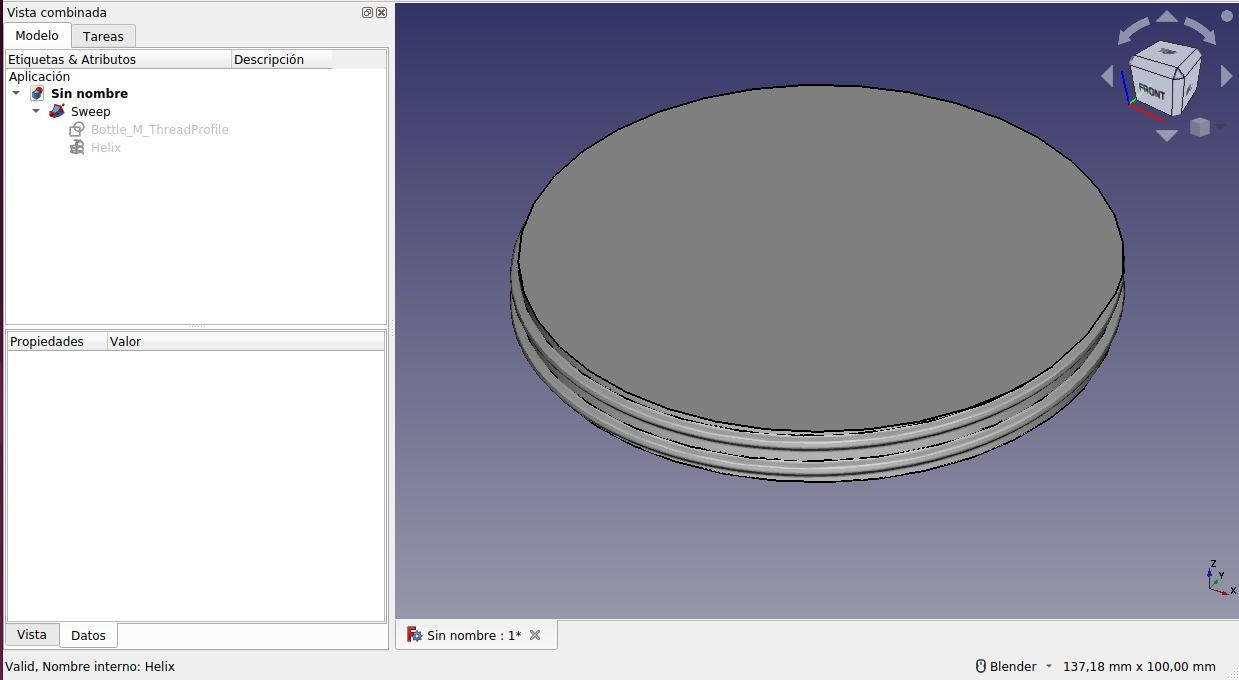 Vista combinada
Modelo
Tareas
Etiquetas & Atributos
Descripción
Aplicación
Sin nombre
Sweep
Bottle_M_ThreadProfile
Helix
Propiedades
Valor
Vista
Datos
TOP
FRONT
Z
Y
X
Sin nombre : 1*
Valid, Nombre interno: Helix
Blender
137,18 mm x 100,00 mm